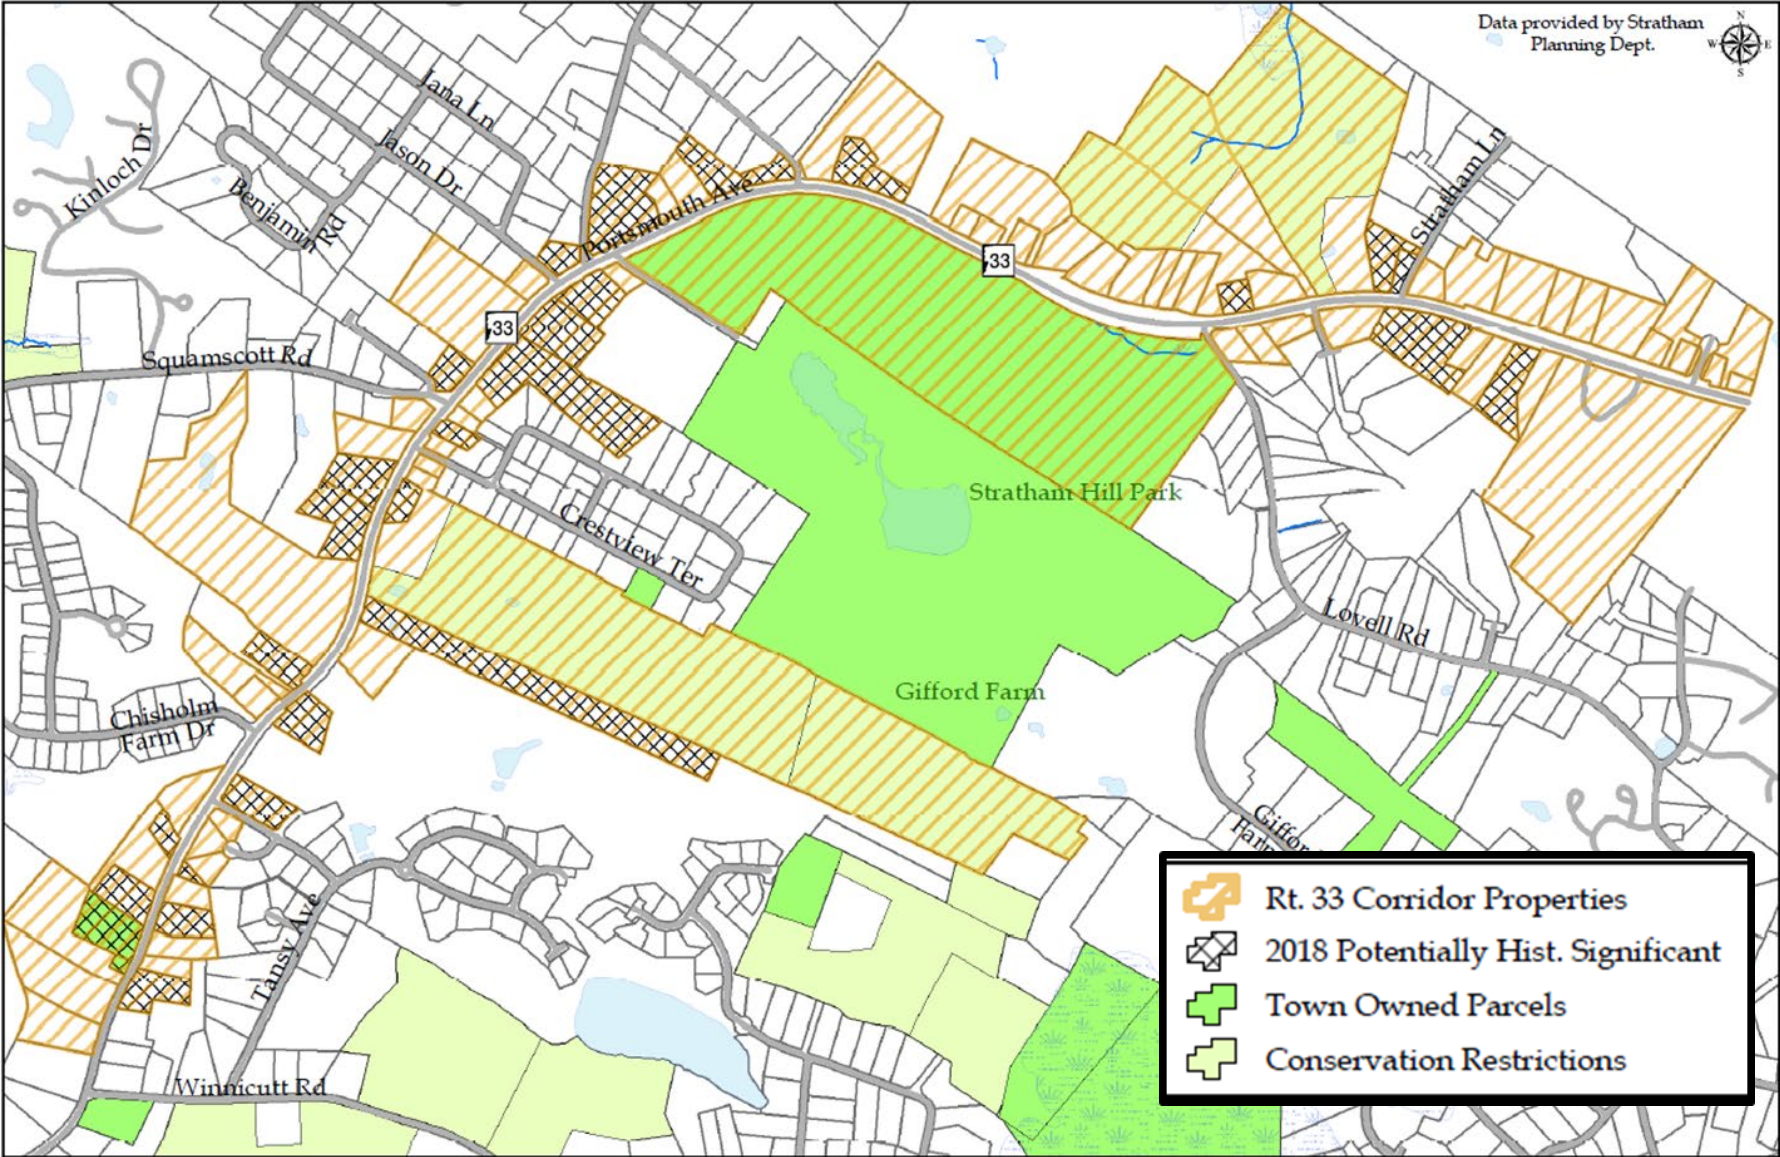 Data provided by Stratham
Planning Dept.
N
W
E
S
Jana Ln
Kinloch Dr
Jason Dr
Stratham Ln
Benjamin Rd
Portsmouth Ave
33
33
Squamscott Rd
Stratham Hill Park
Crestview Ter
Lovell Rd
Gifford Farm
Chisholm
Farm Dr
Tansy Ave
Winnicutt Rd
Rt. 33 Corridor Properties
2018 Potentially Hist. Significant
Town Owned Parcels
Conservation Restrictions